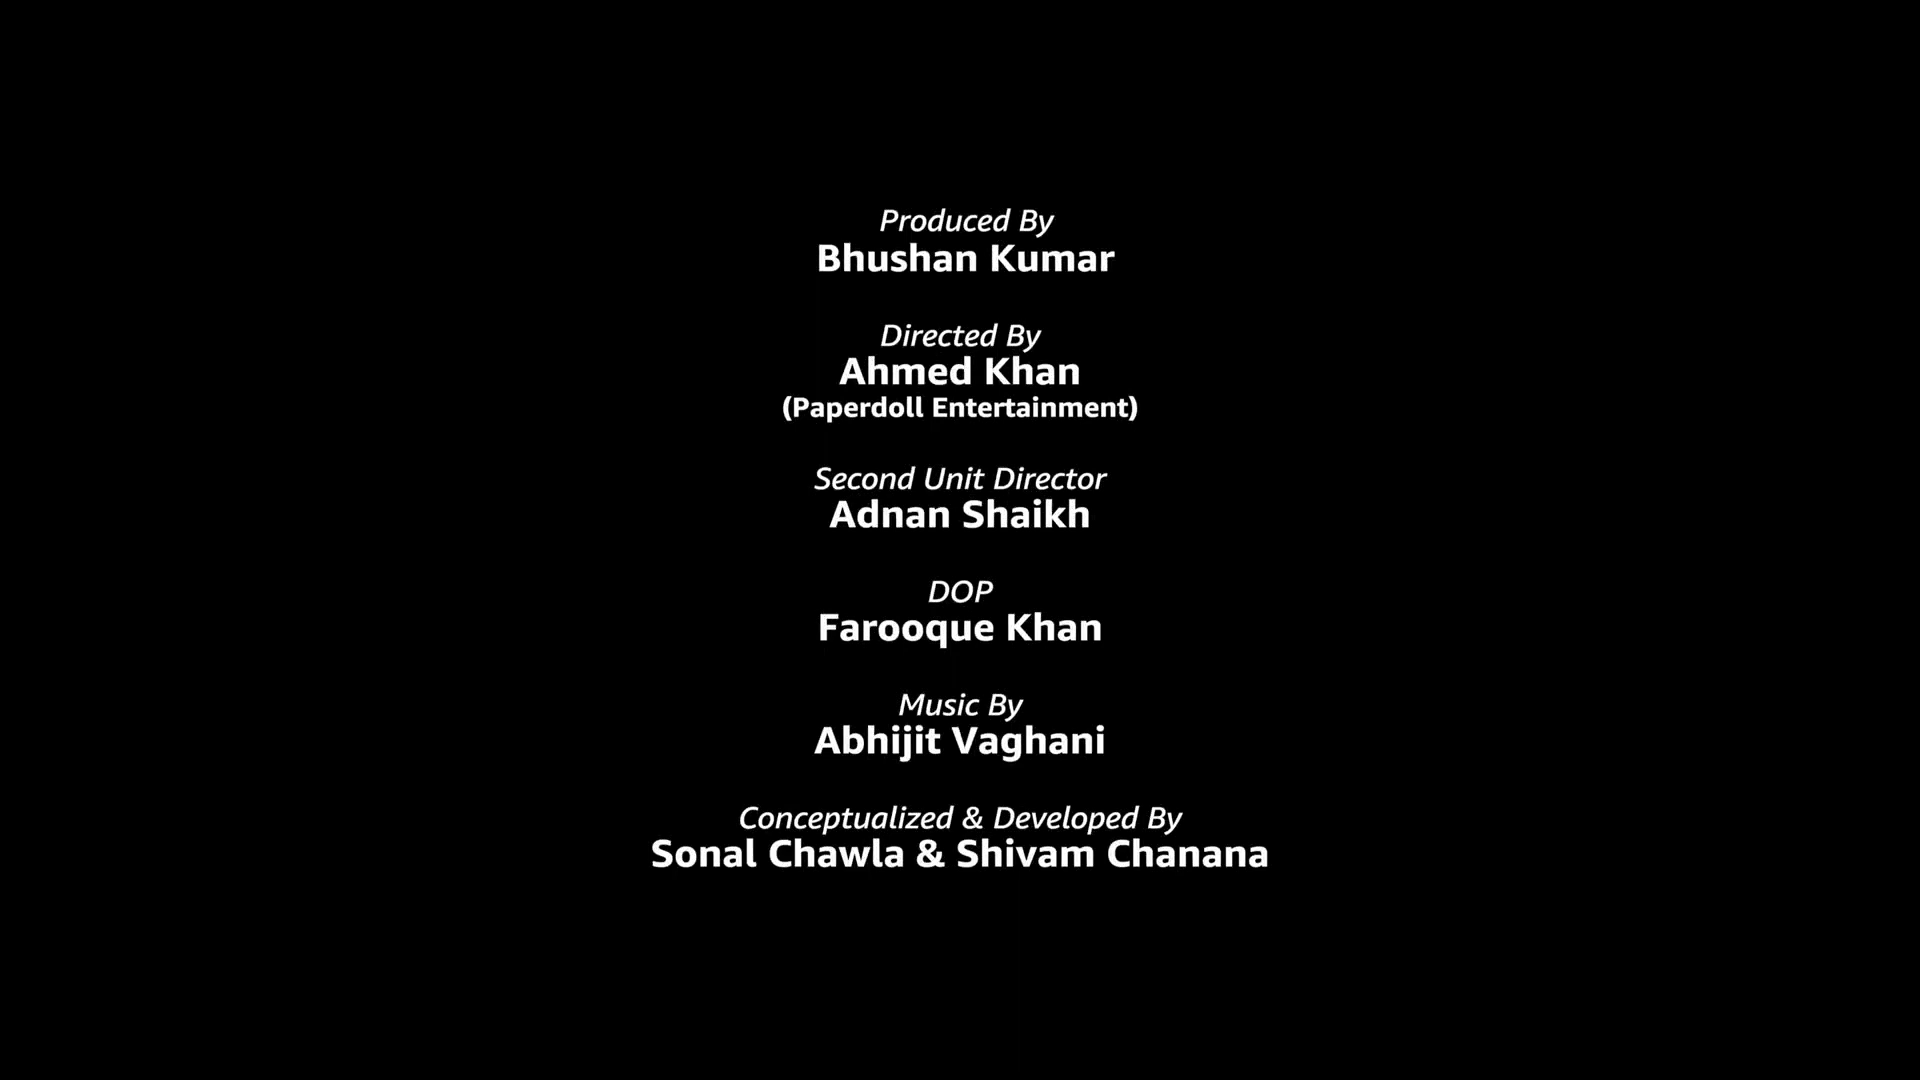 Produced By
Bhushan Kumar
Directed By
Ahmed Khan
(Paperdoll Entertainment)
Second Unit Director
Adnan Shaikh
DOP
Farooque Khan
Music By
Abhijit Vaghani
Conceptualized & Developed By
Sonal Chawla & Shivam Chanana